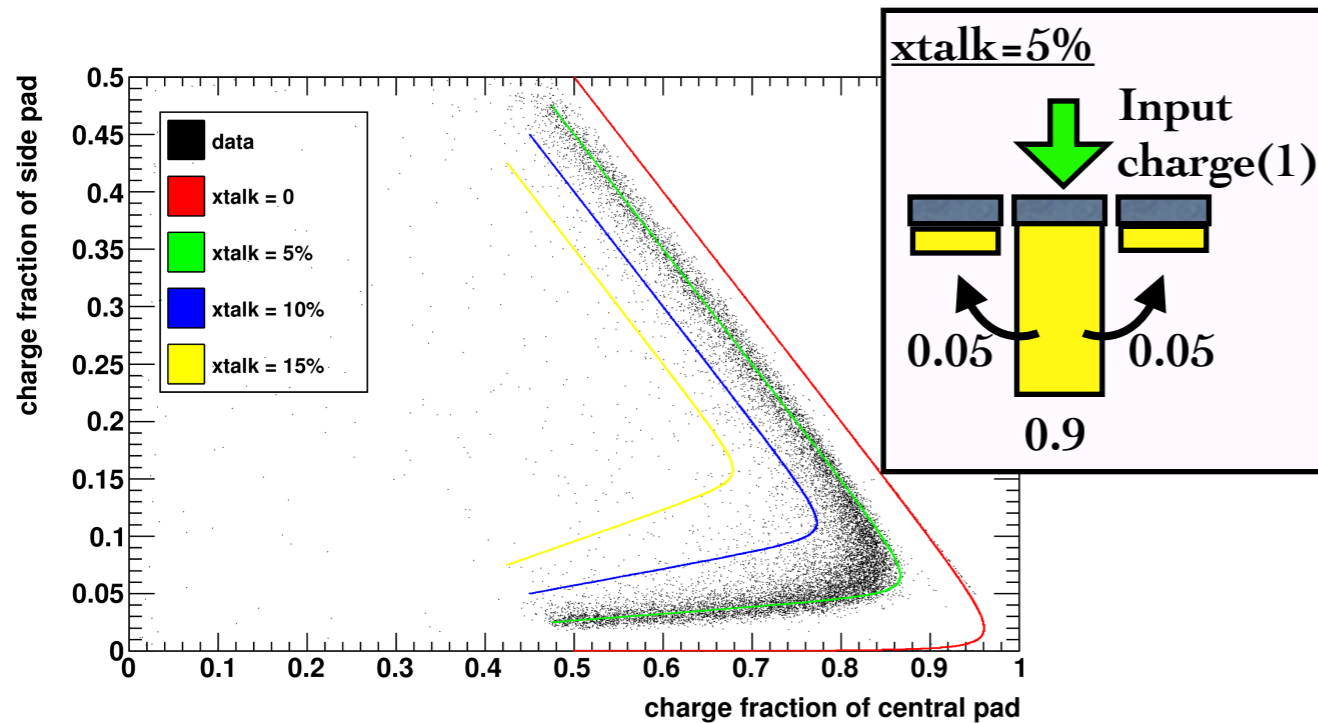 xtalk=5%
Input
charge(1)
0.05
0.05
0.9
charge fraction of side pad
0.5
0.45
0.4
0.35
0.3
0.25
0.2
0.15
0.1
0.05
0
data
xtalk = 0
xtalk = 5%
xtalk = 10%
xtalk = 15%
0 0.1 0.2 0.3 0.4 0.5 0.6 0.7 0.8 0.9 1
charge fraction of central pad